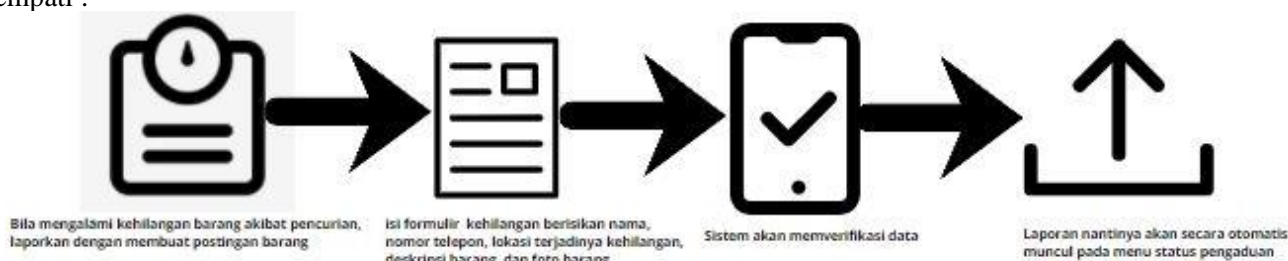 Bila mengalami kehilangan barang akibat pencurian,
laporkan dengan membuat postingan barang
isi formulir kehilangan berisikan nama,
nomor telepon, lokasi terjadinya kehilangan,
deskripsi barang, dan foto barang
Sistem akan memverifikasi data
Laporan nantinya akan secara otomatis
muncul pada menu status pengaduan